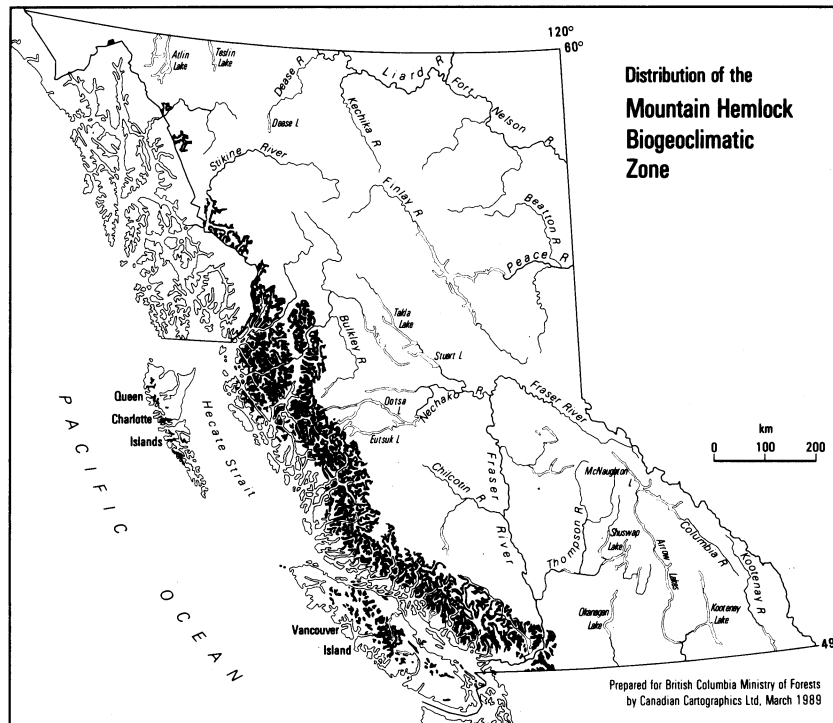 120°
60°
Distribution of the
Mountain Hemlock
Biogeoclimatic
Zone
Atlin
Lake
Teslin
Lake
Dease R
Liard R
Fort Nelson R
Kechika R
Dease L
Stikine River
Finlay R
Beatton R
Peace R
Takla
Lake
Bulkley R
Stuart L
Queen
Charlotte
Islands
Hecate Strait
PACIFIC OCEAN
Ootsa
L
Nechako R
Eutsuk L
Fraser River
km
0 100 200
McNaughton
L
Chilcotin R
Fraser River
Thompson R
Shuswap
Lake
Columbia R
Kootenay R
Arrow Lakes
Okanagan
Lake
Kootenay
Lake
Vancouver
Island
49
Prepared for British Columbia Ministry of Forests
by Canadian Cartographics Ltd, March 1989